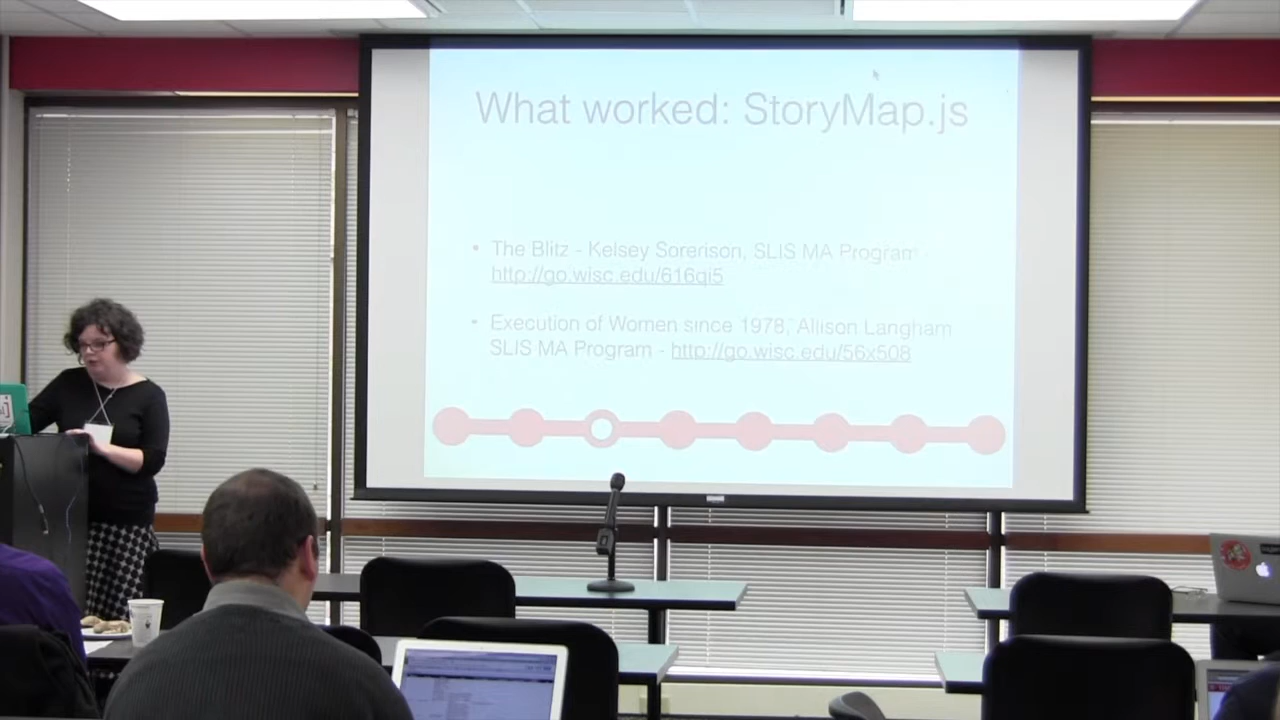 What worked: StoryMap.js
• The Blitz - Kelsey Sorenson, SLIS MA Program
http://go.wisc.edu/616qi5
• Execution of Women since 1978, Allison Langham
SLIS MA Program - http://go.wisc.edu/56x508